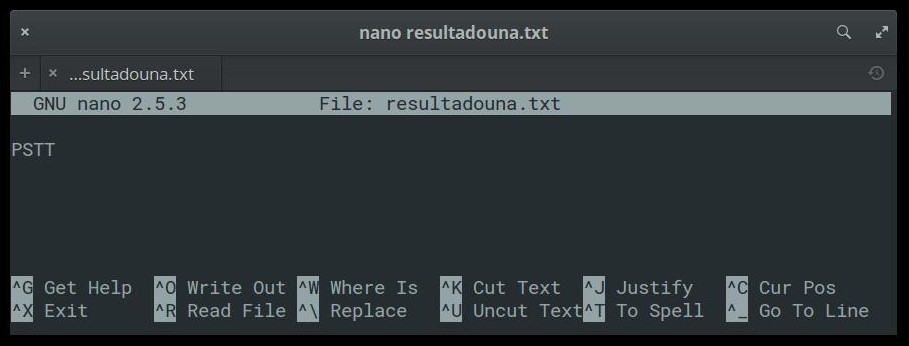 nano resultadouna.txt
...sultadouna.txt
GNU nano 2.5.3 File: resultadouna.txt
PSTT
^G Get Help ^O Write Out ^W Where Is ^K Cut Text ^J Justify ^C Cur Pos
^X Exit ^R Read File ^\ Replace ^U Uncut Text ^T To Spell ^_ Go To Line